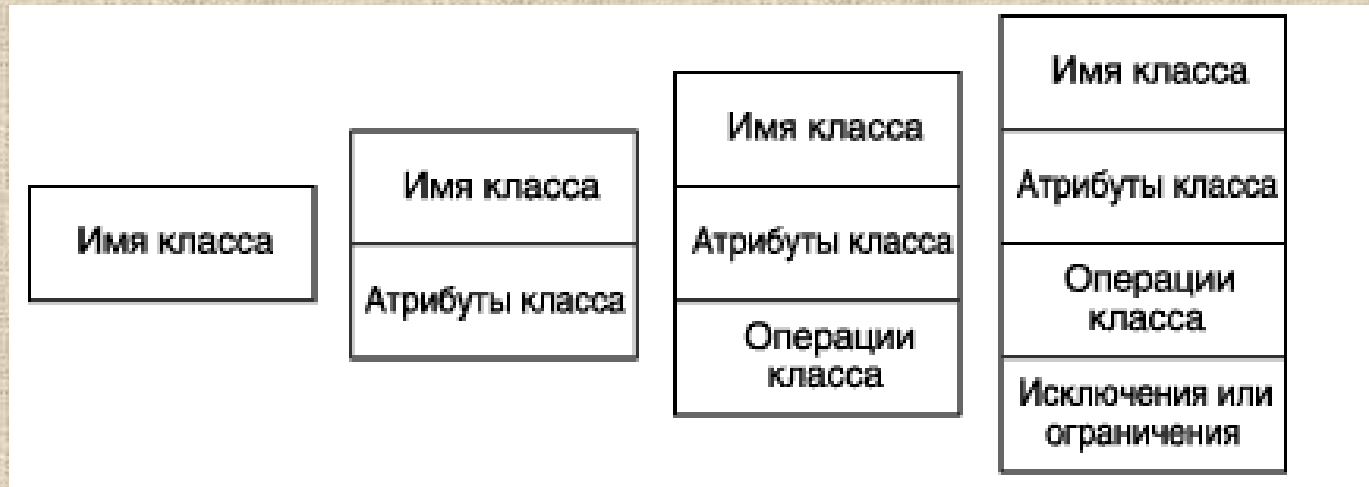 Имя класса
Имя класса
Атрибуты класса
Имя класса
Атрибуты класса
Операции
класса
Имя класса
Атрибуты класса
Операции
класса
Исключения или
ограничения